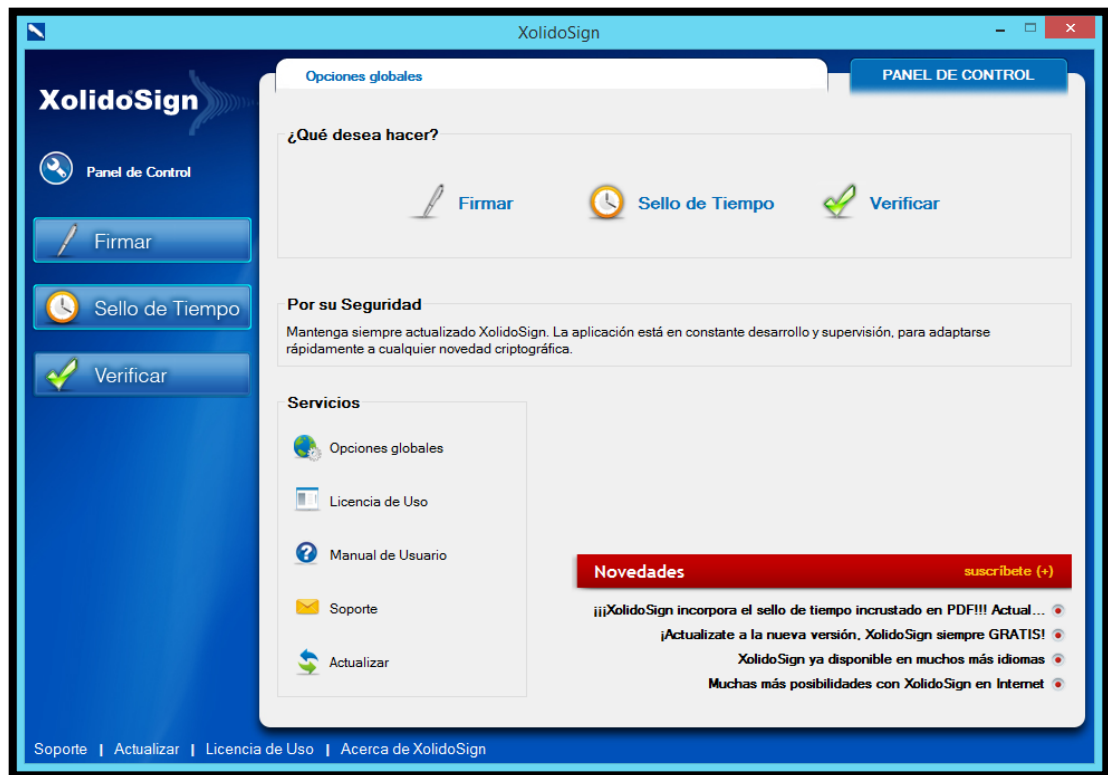 XolidoSign
XolidoSign
Panel de Control
Firmar
Sello de Tiempo
Verificar
Opciones globales
PANEL DE CONTROL
¿Qué desea hacer?
Firmar
Sello de Tiempo
Verificar
Por su Seguridad
Mantenga siempre actualizado XolidoSign. La aplicación está en constante desarrollo y supervisión, para adaptarse
rápidamente a cualquier novedad criptográfica.
Servicios
Opciones globales
Licencia de Uso
Manual de Usuario
Soporte
Actualizar
Novedades
suscríbete (+)
¡¡¡XolidoSign incorpora el sello de tiempo incrustado en PDF!!! Actual...
¡Actualizate a la nueva versión, XolidoSign siempre GRATIS!
XolidoSign ya disponible en muchos más idiomas
Muchas más posibilidades con XolidoSign en Internet
Soporte | Actualizar | Licencia de Uso | Acerca de XolidoSign